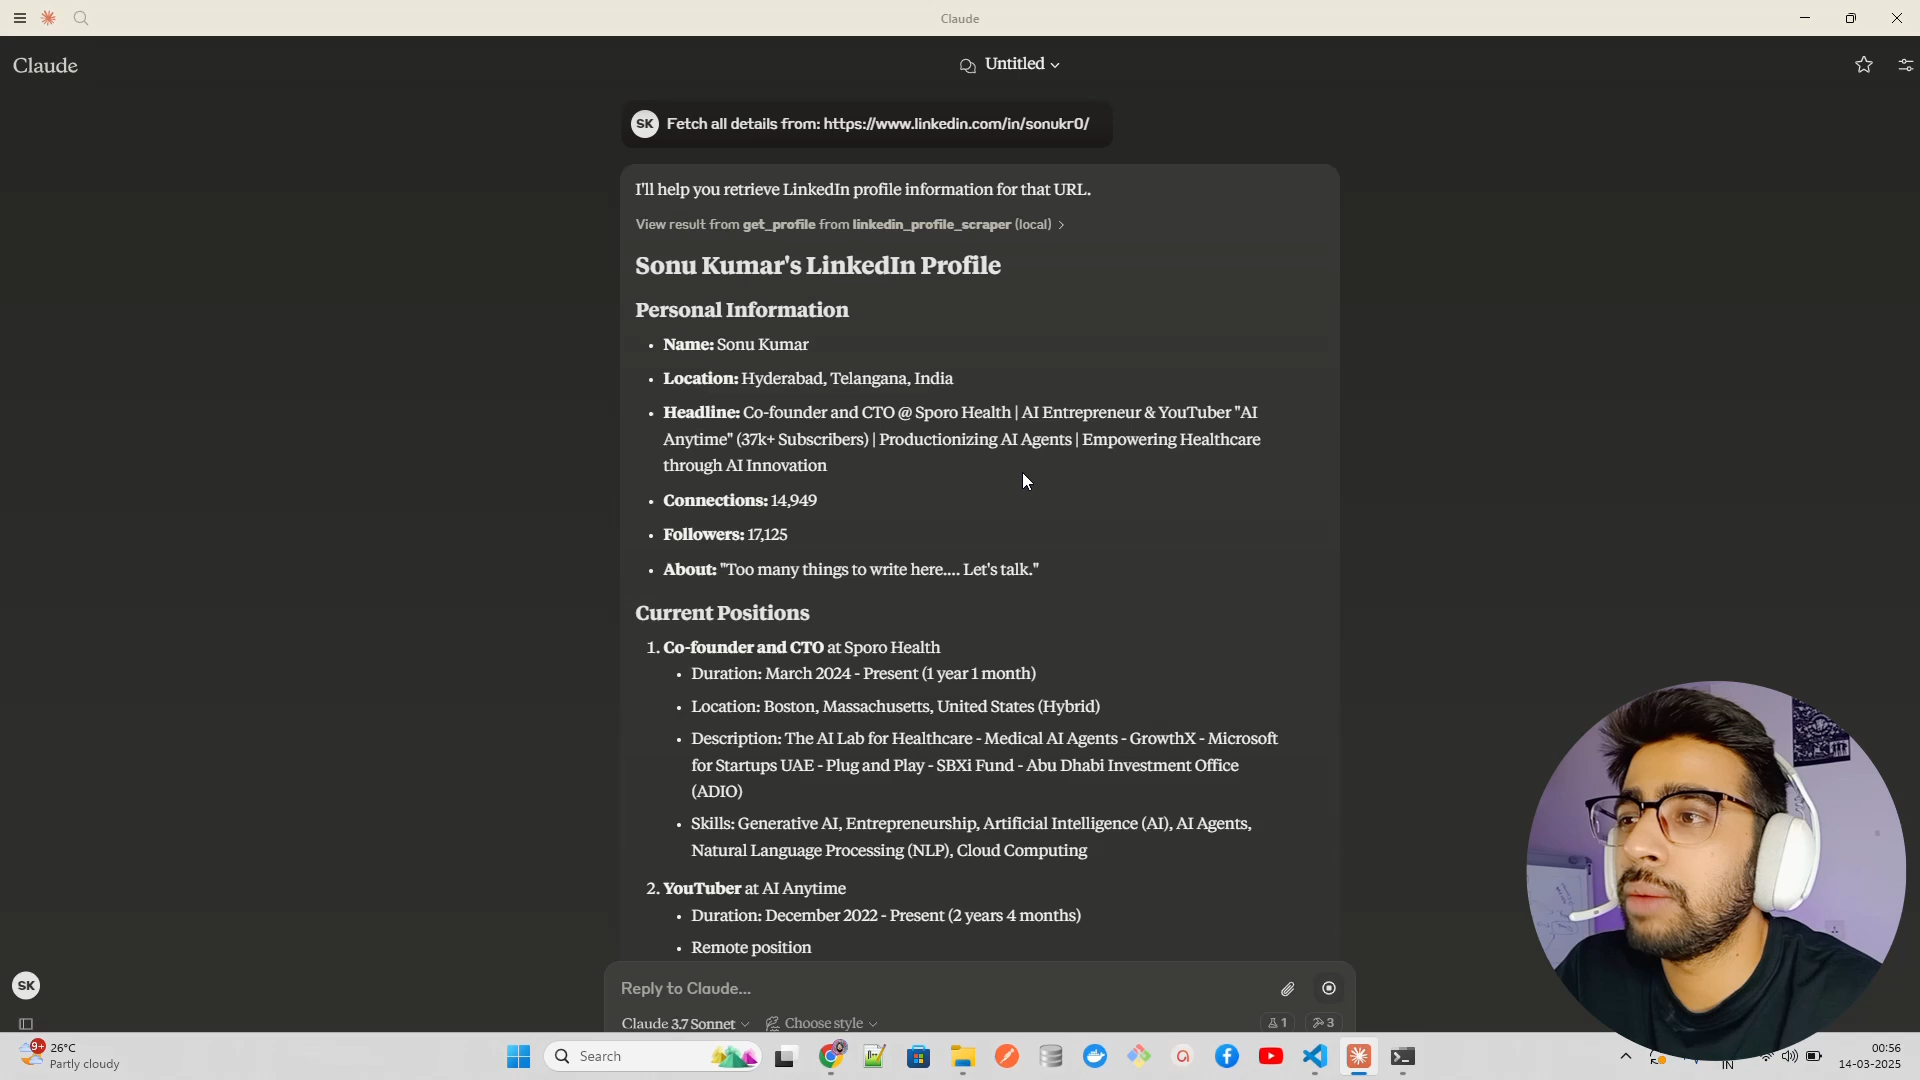 Claude
Claude
Untitled
SK Fetch all details from: https://www.linkedin.com/in/sonukr0/
I'll help you retrieve LinkedIn profile information for that URL.
View result from get_profile from linkedin_profile_scraper (local)
Sonu Kumar's LinkedIn Profile
Personal Information
• Name: Sonu Kumar
• Location: Hyderabad, Telangana, India
• Headline: Co-founder and CTO @ Sporo Health | AI Entrepreneur & YouTuber "AI
Anytime" (37k+ Subscribers) | Productionizing AI Agents | Empowering Healthcare
through AI Innovation
• Connections: 14,949
• Followers: 17,125
• About: "Too many things to write here.... Let's talk."
Current Positions
1. Co-founder and CTO at Sporo Health
• Duration: March 2024 - Present (1 year 1 month)
• Location: Boston, Massachusetts, United States (Hybrid)
• Description: The AI Lab for Healthcare - Medical AI Agents - GrowthX - Microsoft
for Startups UAE - Plug and Play - SBXi Fund - Abu Dhabi Investment Office
(ADIO)
• Skills: Generative AI, Entrepreneurship, Artificial Intelligence (AI), AI Agents,
Natural Language Processing (NLP), Cloud Computing
2. YouTuber at AI Anytime
• Duration: December 2022 - Present (2 years 4 months)
• Remote position
SK
Reply to Claude...
Claude 3.7 Sonnet Choose style 1 3
9+ 26°C
Partly cloudy
Search
IN
00:56
14-03-2025